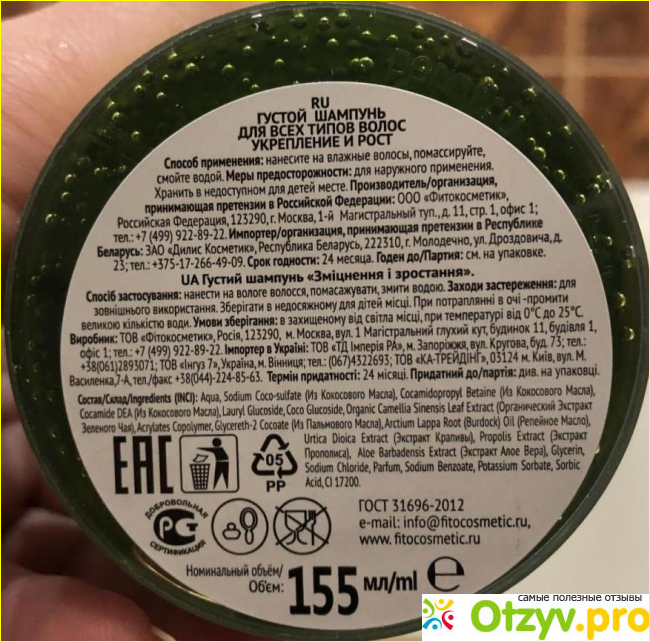 RU
ГУСТОЙ ШАМПУНЬ
ДЛЯ ВСЕХ ТИПОВ ВОЛОС
УКРЕПЛЕНИЕ И РОСТ
Способ применения: нанесите на влажные волосы, помассируйте,
смойте водой. Меры предосторожности: для наружного применения.
Хранить в недоступном для детей месте. Производитель/организация,
принимающая претензии в Российской Федерации: ООО «Фитокосметик»,
Российская Федерация, 123290, г. Москва, 1-й Магистральный туп., д. 11, стр. 1, офис 1;
тел.: +7 (499) 922-89-22. Импортер/организация, принимающая претензии в Республике
Беларусь: ЗАО «Дилис Косметик», Республика Беларусь, 222310, г. Молодечно, ул. Дроздовича, д.
23; тел.: +375-17-266-49-09. Срок годности: 24 месяца. Годен до/Партия: см. на упаковке.
UA Густий шампунь «Зміцнення і зростання».
Спосіб застосування: нанести на вологе волосся, помасажувати, змити водою. Заходи застереження: для
зовнішнього використання. Зберігати в недосяжному для дітей місці. При потраплянні в очі -промити
великою кількістю води. Умови зберігання: в захищеному від світла місці, при температурі від 0°C до 25°C.
Виробник: ТОВ «Фітокосметік», Росія, 123290, м. Москва, вул. 1 Магістральний глухий кут, будинок 11, будівля 1,
офіс 1; тел.: +7 (499) 922-89-22. Імпортер в Україні: ТОВ «ТД Імперія РА», м. Запоріжжя, вул. Кругова, буд. 73; тел.:
+38(061)2893071; ТОВ «Інгуз 7», Україна, м. Вінниця; тел.: (067)4322693; ТОВ «КА-ТРЕЙДІНГ», 03124 м. Київ, вул. М.
Василенка,7-А, тел./факс +38(044)-224-85-63. Термін придатності: 24 місяці. Придатний до/партія: див. на упаковці.
Состав/Склад/Ingredients (INCI): Aqua, Sodium Coco-sulfate (Из Кокосового Масла), Cocamidopropyl Betaine (Из Кокосового Масла),
Cocamide DEA (Из Кокосового Масла), Lauryl Glucoside, Coco Glucoside, Organic Camellia Sinensis Leaf Extract (Органический Экстракт
Зеленого Чая), Acrylates Copolymer, Glycereth-2 Cocoate (Из Пальмового Масла), Arctium Lappa Root (Burdock) Oil (Репейное Масло),
Urtica Dioica Extract (Экстракт Крапивы), Propolis Extract (Экстракт
Прополиса), Aloe Barbadensis Extract (Экстракт Алое Вера), Glycerin,
Sodium Chloride, Parfum, Sodium Benzoate, Potassium Sorbate, Sorbic
Acid, CI 17200.
EAC
05
PP
ДОБРОВОЛЬНАЯ
РСТ
СЕРТИФИКАЦИЯ
ГОСТ 31696-2012
e-mail: info@fitocosmetic.ru,
www. fitocosmetic.ru
Номинальный объем/
Об'єм: 155 мл/ml e
самые полезные отзывы
Otzyv.pro